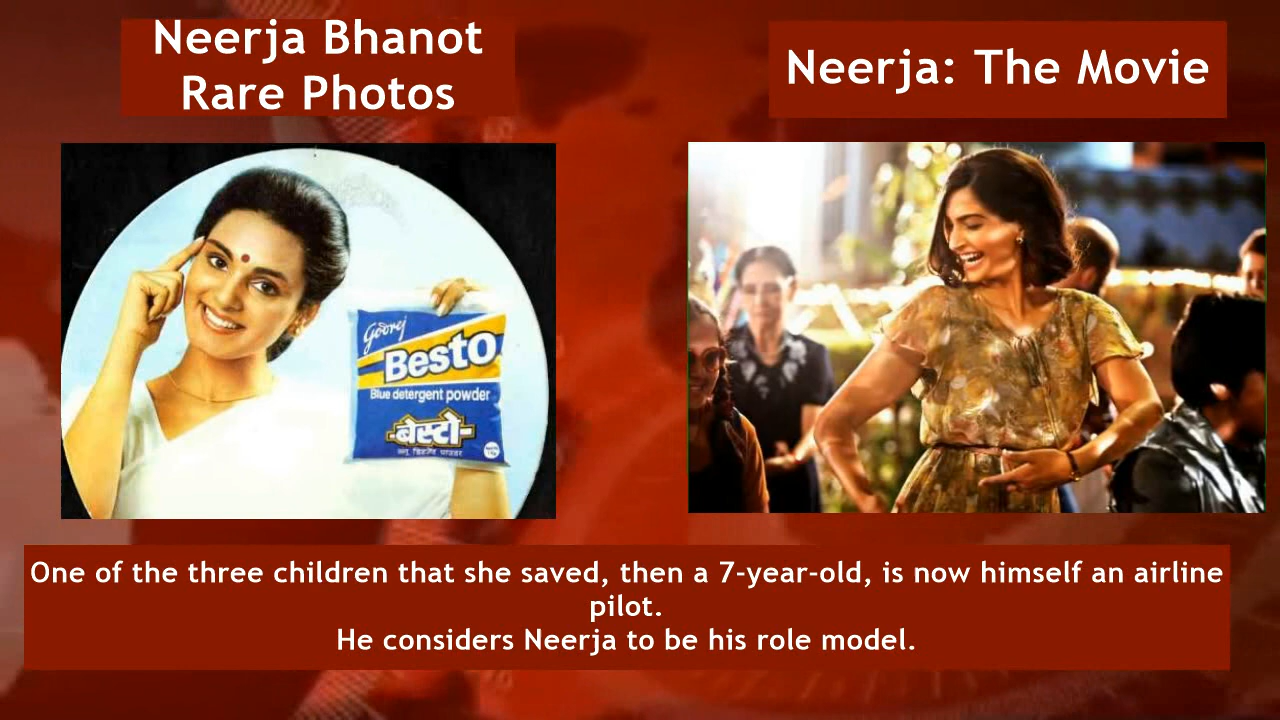 Neerja Bhanot
Rare Photos
Neerja: The Movie
Godrej
Besto
Blue detergent powder
बेस्टो
ब्लू डिटर्जेंट पाउडर
One of the three children that she saved, then a 7-year-old, is now himself an airline
pilot.
He considers Neerja to be his role model.